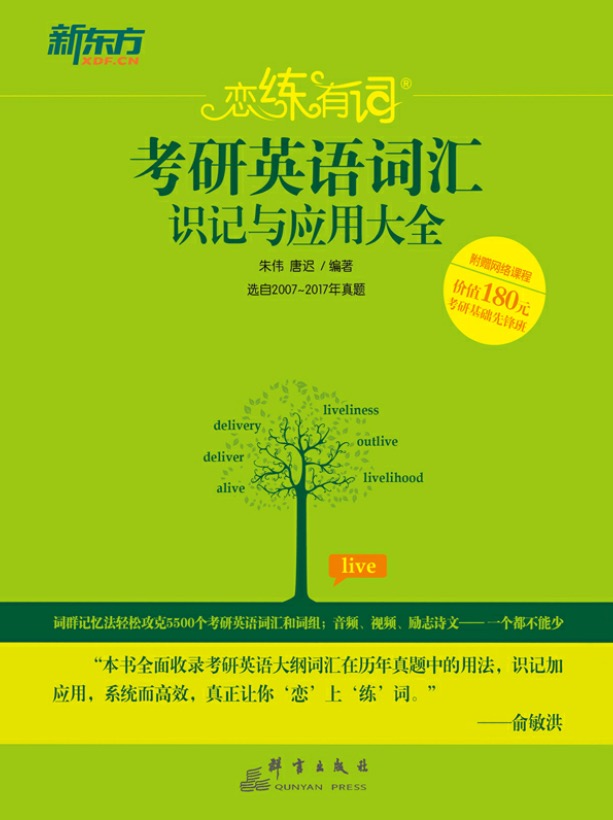 新东方
XDF.CN
恋练有词®
考研英语词汇
识记与应用大全
朱伟 唐迟 / 编著
选自2007~2017年真题
附赠网络课程
价值180元
考研基础先锋班
liveliness
delivery
outlive
deliver
livelihood
alive
live
词群记忆法轻松攻克5500个考研英语词汇和词组；音频、视频、励志诗文——一个都不能少
“本书全面收录考研英语大纲词汇在历年真题中的用法，识记加
应用，系统而高效，真正让你‘恋’上‘练’词。”
——俞敏洪
群言出版社
QUNYAN PRESS